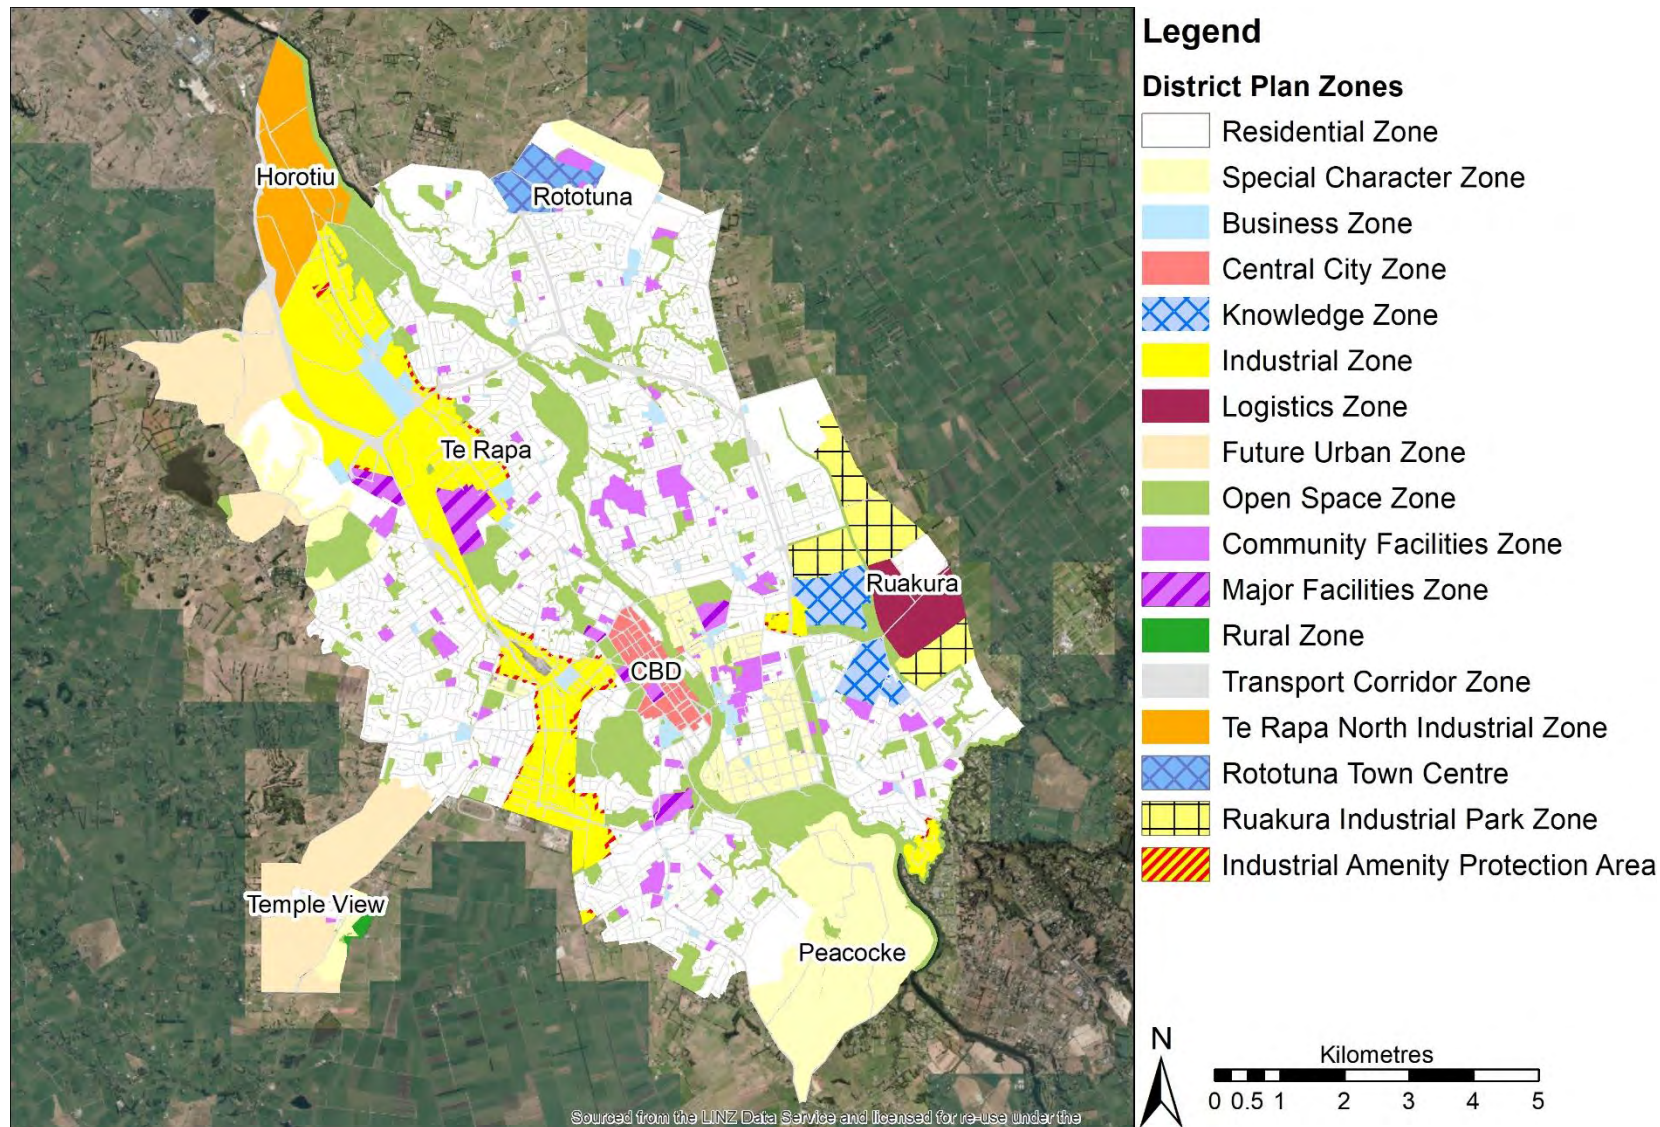 Legend
District Plan Zones
Residential Zone
Special Character Zone
Business Zone
Central City Zone
Knowledge Zone
Industrial Zone
Logistics Zone
Future Urban Zone
Open Space Zone
Community Facilities Zone
Major Facilities Zone
Rural Zone
Transport Corridor Zone
Te Rapa North Industrial Zone
Rototuna Town Centre
Ruakura Industrial Park Zone
Industrial Amenity Protection Area
N
Kilometres
0 0.5 1 2 3 4 5
Horotiu
Rototuna
Te Rapa
Ruakura
CBD
Temple View
Peacocke
Sourced from the LINZ Data Service and licensed for re-use under the